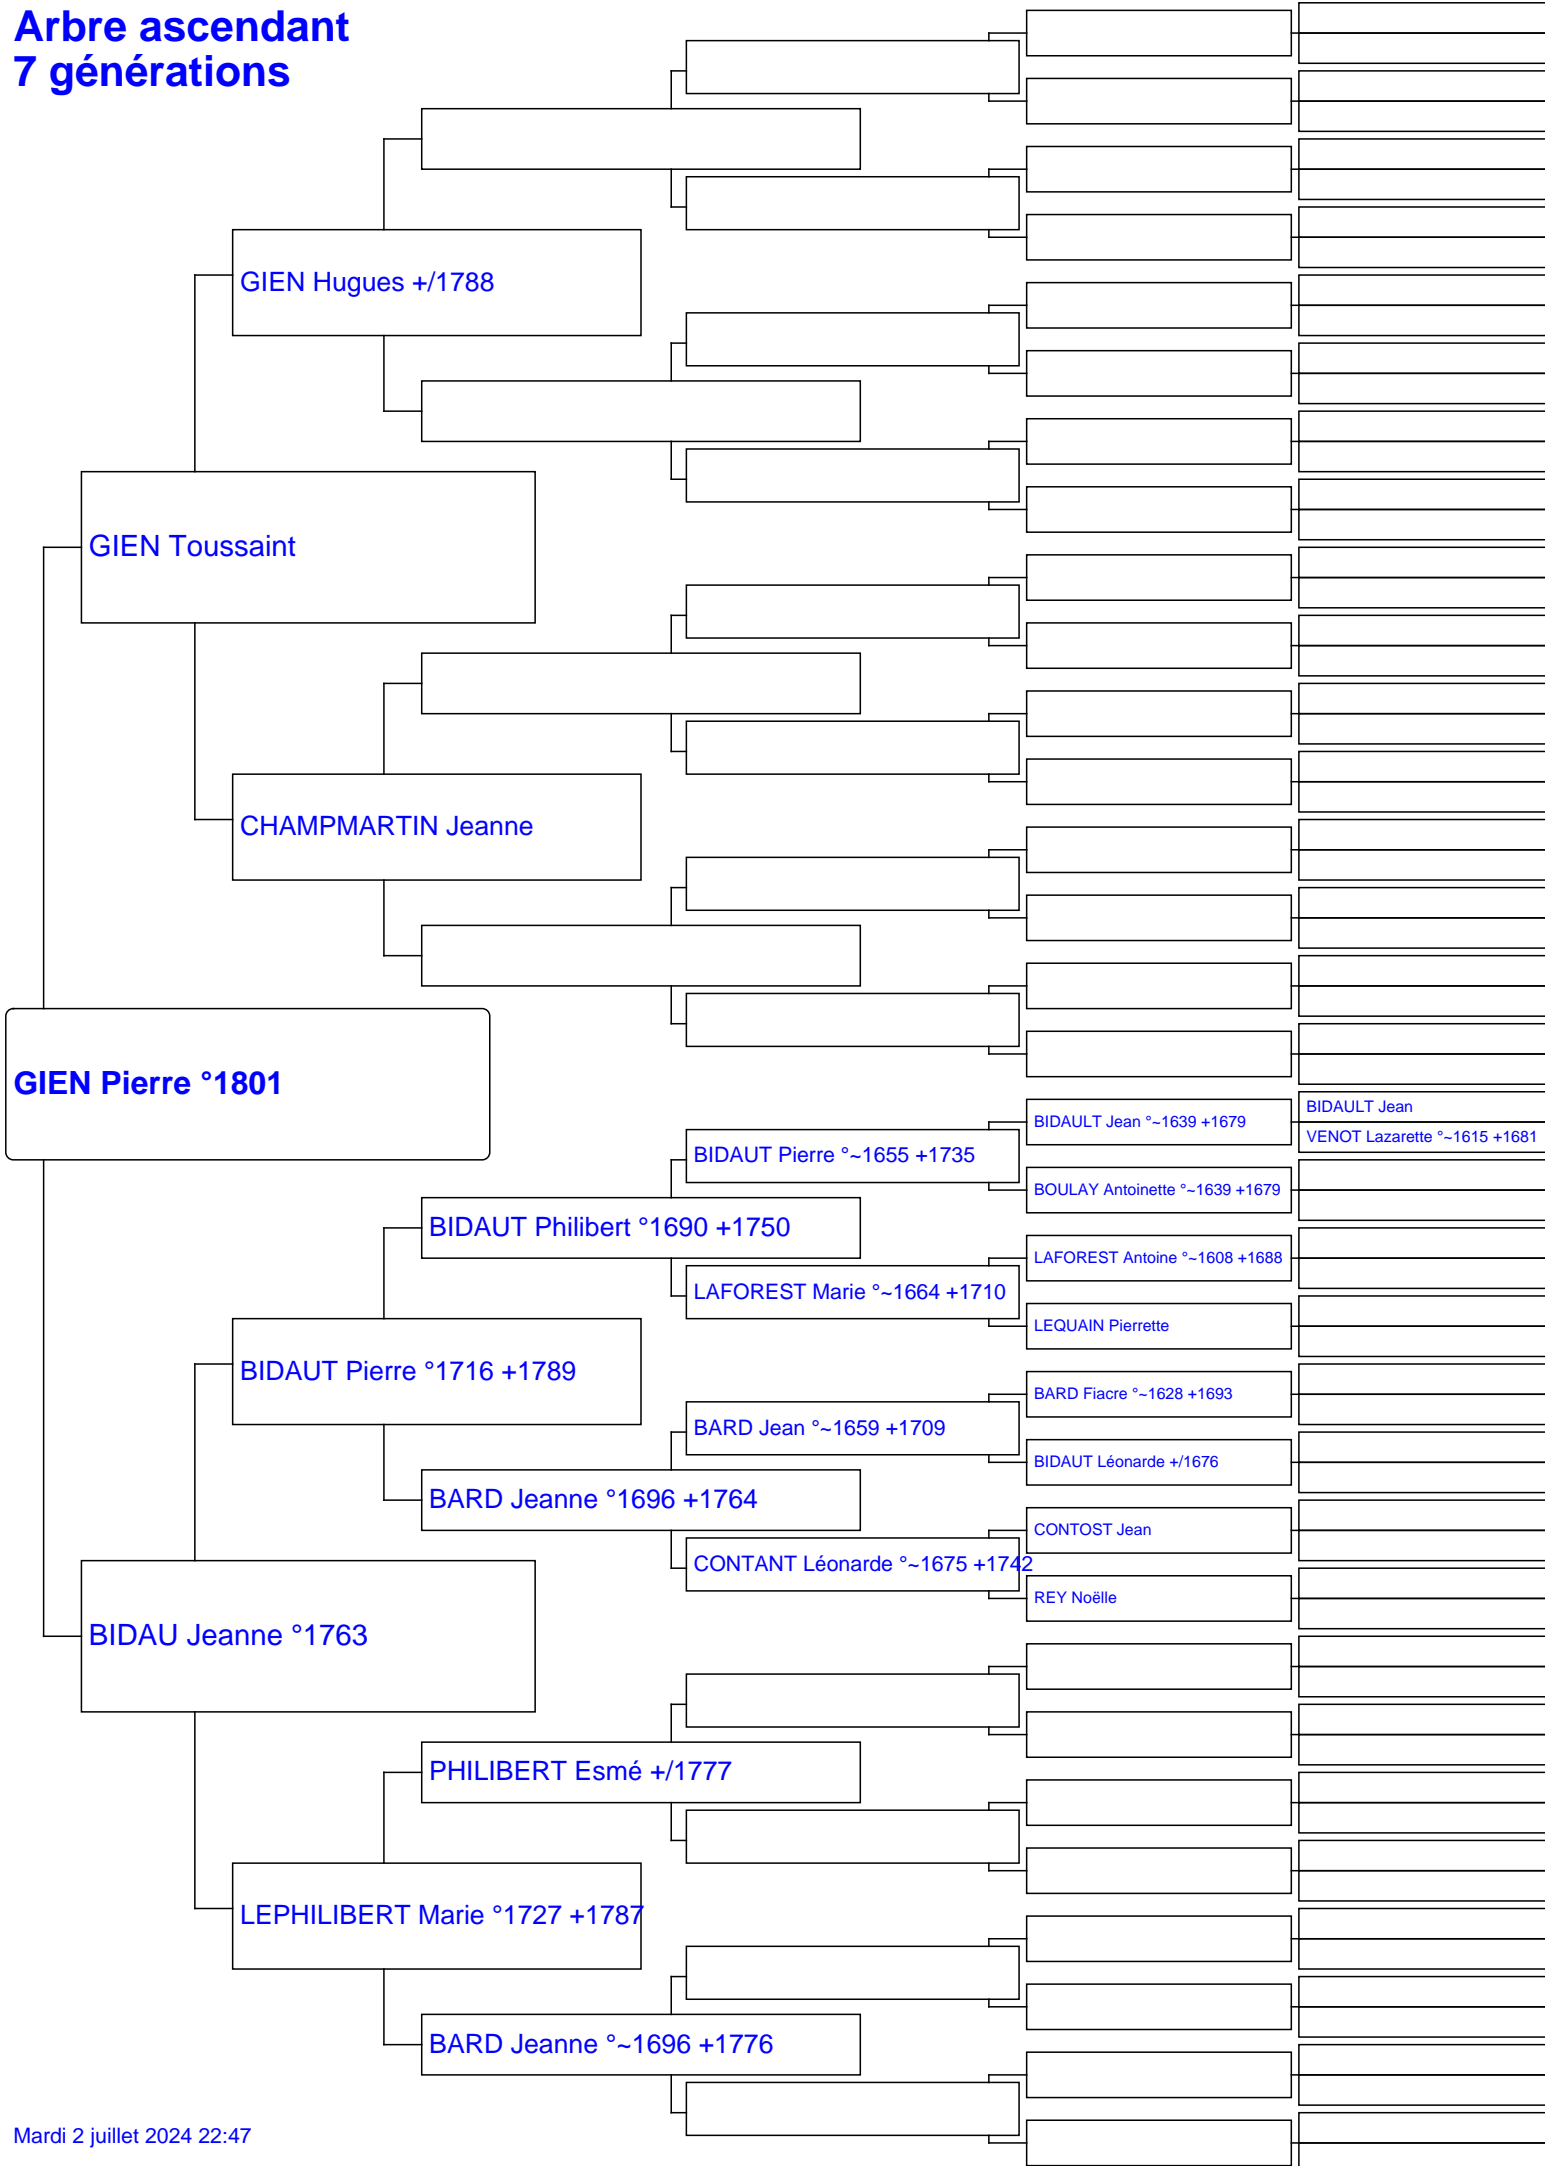 Arbre ascendant
7 générations
GIEN Hugues +/1788
GIEN Toussaint
CHAMPMARTIN Jeanne
GIEN Pierre °1801
BIDAULT Jean
BIDAULT Jean °~1639 +1679
VENOT Lazarette °~1615 +1681
BIDAUT Pierre °~1655 +1735
BOULAY Antoinette °~1639 +1679
BIDAUT Philibert °1690 +1750
LAFOREST Antoine °~1608 +1688
LAFOREST Marie °~1664 +1710
LEQUAIN Pierrette
BIDAUT Pierre °1716 +1789
BARD Fiacre °~1628 +1693
BARD Jean °~1659 +1709
BIDAUT Léonarde +/1676
BARD Jeanne °1696 +1764
CONTOST Jean
CONTANT Léonarde °~1675 +1742
REY Noëlle
BIDAU Jeanne °1763
PHILIBERT Esmé +/1777
LEPHILIBERT Marie °1727 +1787
BARD Jeanne °~1696 +1776
Mardi 2 juillet 2024 22:47